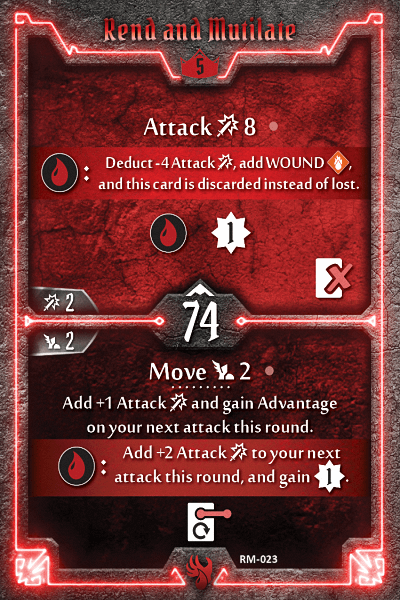 Rend and Mutilate
5
Attack 8
: Deduct -4 Attack , add WOUND ,
and this card is discarded instead of lost.
1
2
74
2
Move 2
Add +1 Attack and gain Advantage
on your next attack this round.
: Add +2 Attack to your next
attack this round, and gain 1.
RM-023